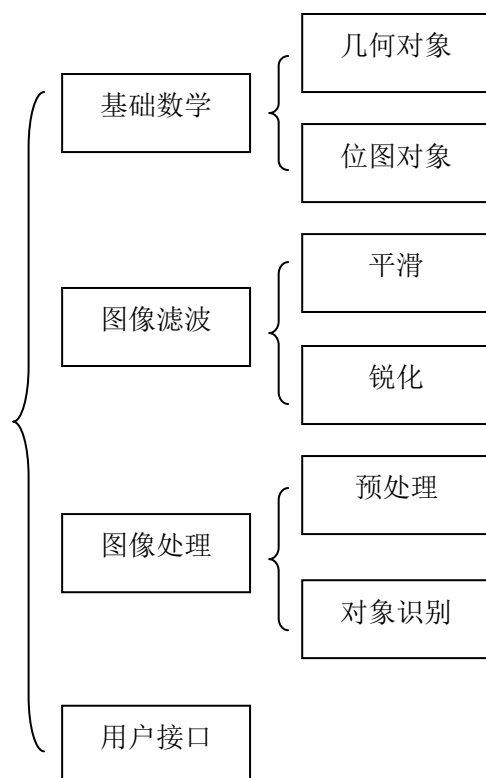 几何对象
基础数学
位图对象
平滑
图像滤波
锐化
预处理
图像处理
对象识别
用户接口